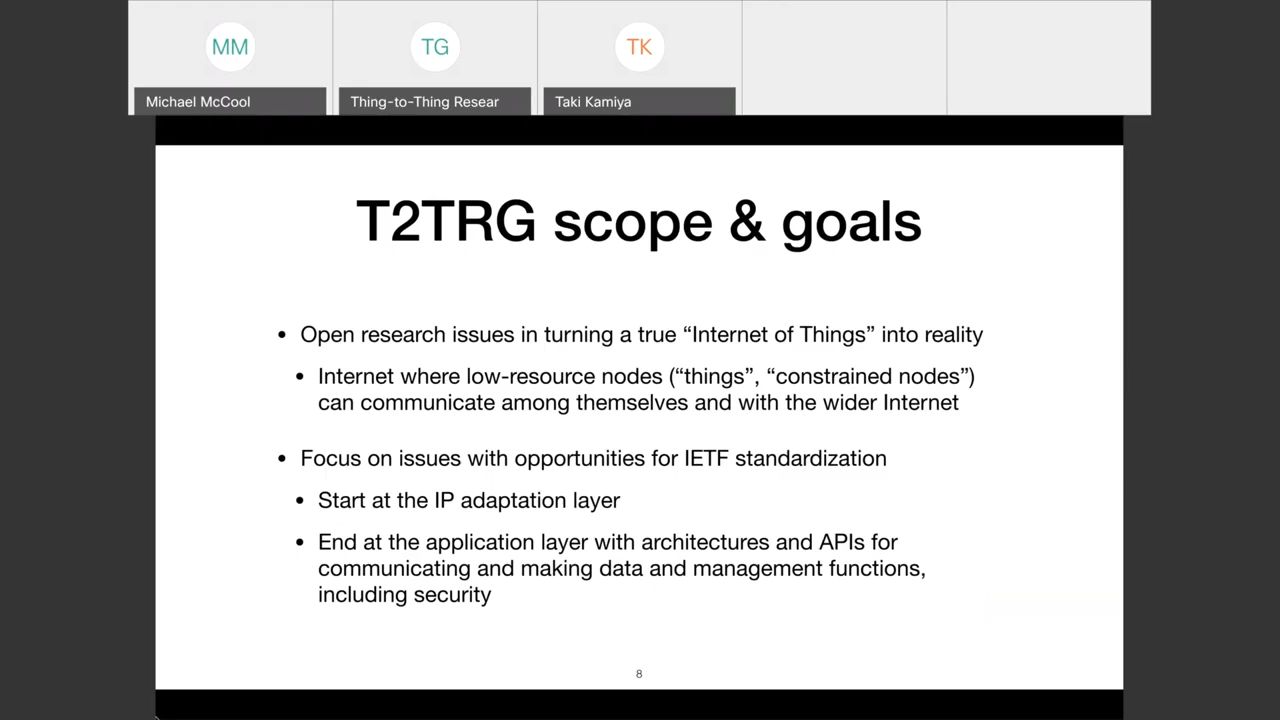 MM
TG
TK
Michael McCool
Thing-to-Thing Resear
Taki Kamiya
T2TRG scope & goals
• Open research issues in turning a true “Internet of Things” into reality
• Internet where low-resource nodes (“things”, “constrained nodes”)
can communicate among themselves and with the wider Internet
• Focus on issues with opportunities for IETF standardization
• Start at the IP adaptation layer
• End at the application layer with architectures and APIs for
communicating and making data and management functions,
including security
8